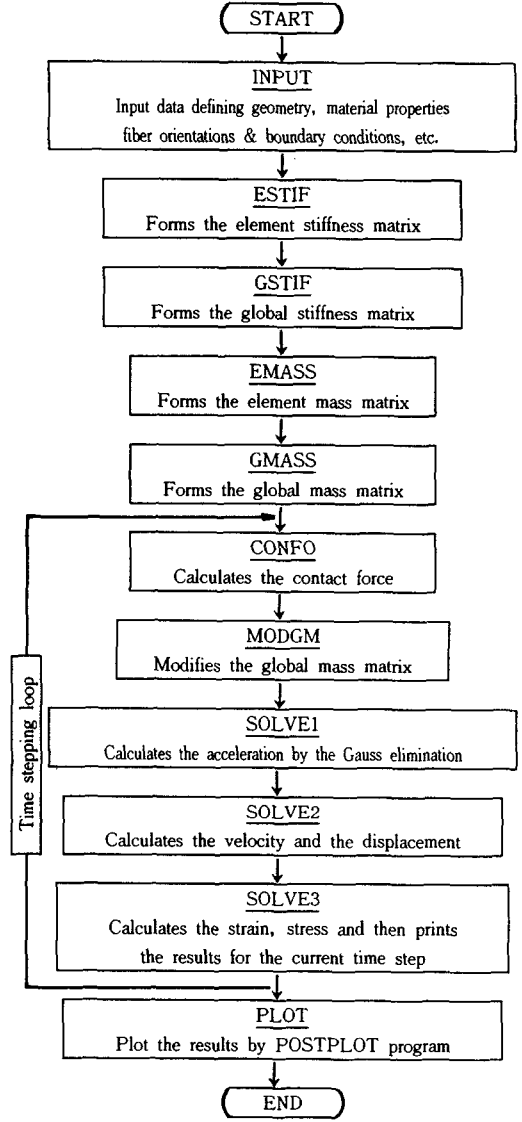 START
INPUT
Input data defining geometry, material properties
fiber orientations & boundary conditions, etc.
ESTIF
Forms the element stiffness matrix
GSTIF
Forms the global stiffness matrix
EMASS
Forms the element mass matrix
GMASS
Forms the global mass matrix
CONFO
Calculates the contact force
MODGM
Modifies the global mass matrix
Time stepping loop
SOLVE1
Calculates the acceleration by the Gauss elimination
SOLVE2
Calculates the velocity and the displacement
SOLVE3
Calculates the strain, stress and then prints
the results for the current time step
PLOT
Plot the results by POSTPLOT program
END